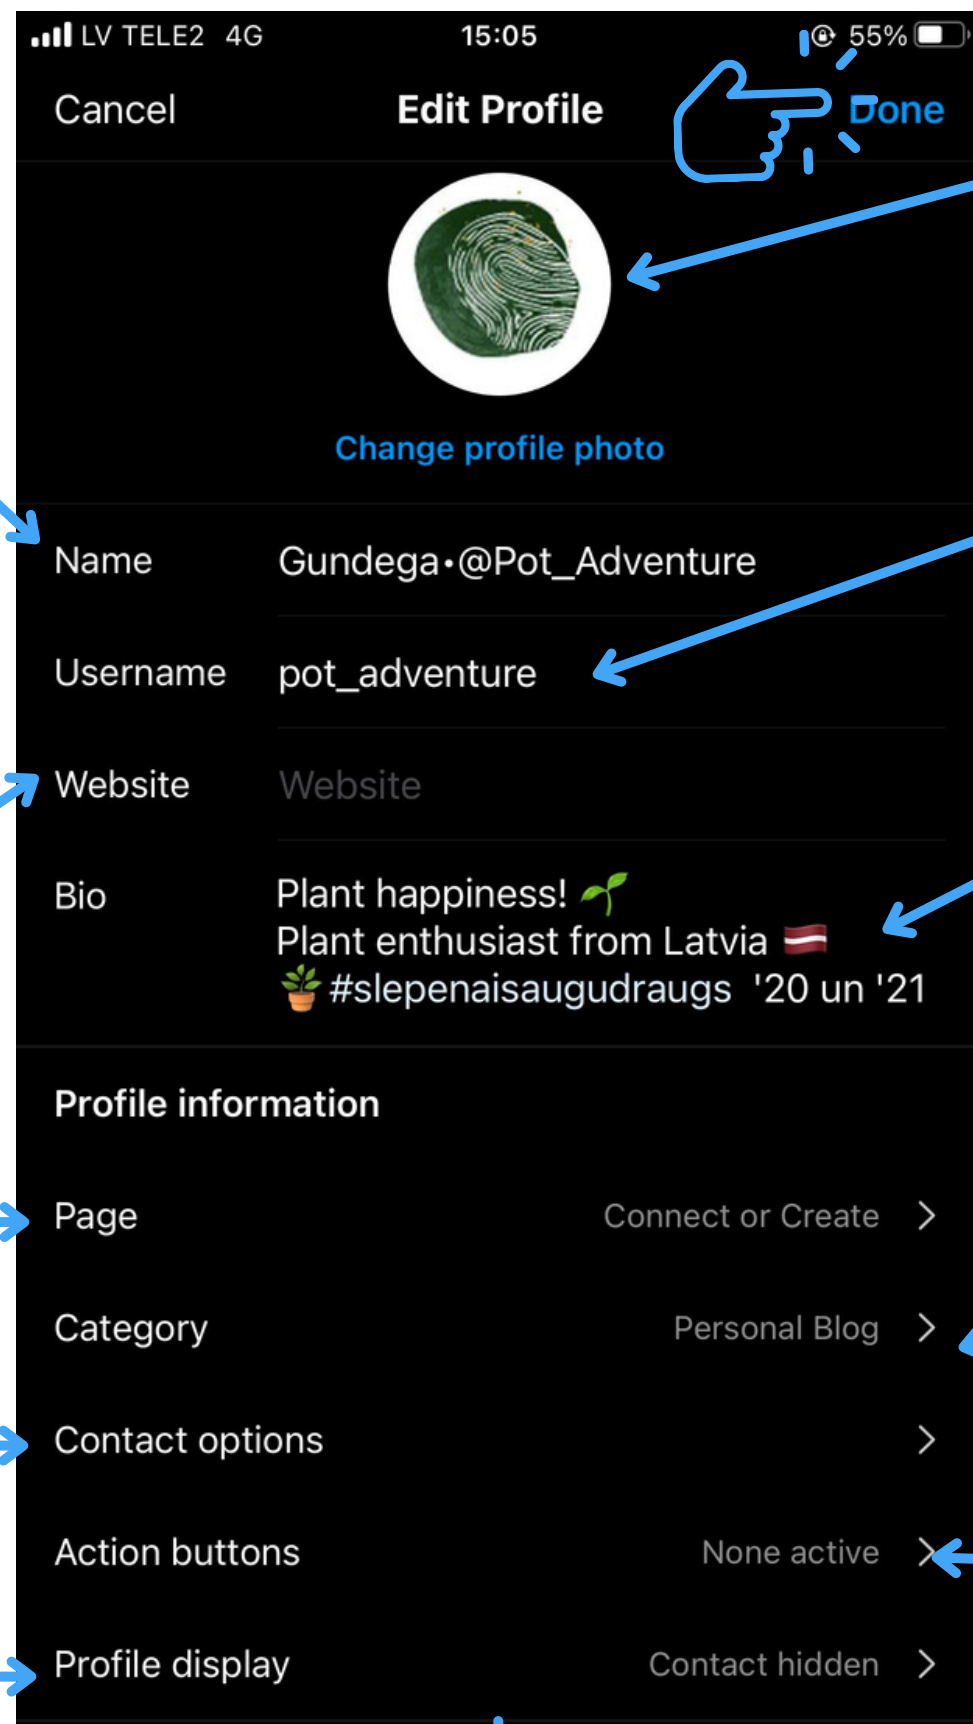 LV TELE2 4G 15:05 55%
Cancel Edit Profile Done
Change profile photo
Name Gundega•@Pot_Adventure
Username pot_adventure
Website Website
Bio Plant happiness! 🌱
Plant enthusiast from Latvia 🇱🇻
🪴 #slepenaisaugudraugs '20 un '21
Profile information
Page Connect or Create
Category Personal Blog
Contact options
Action buttons None active
Profile display Contact hidden